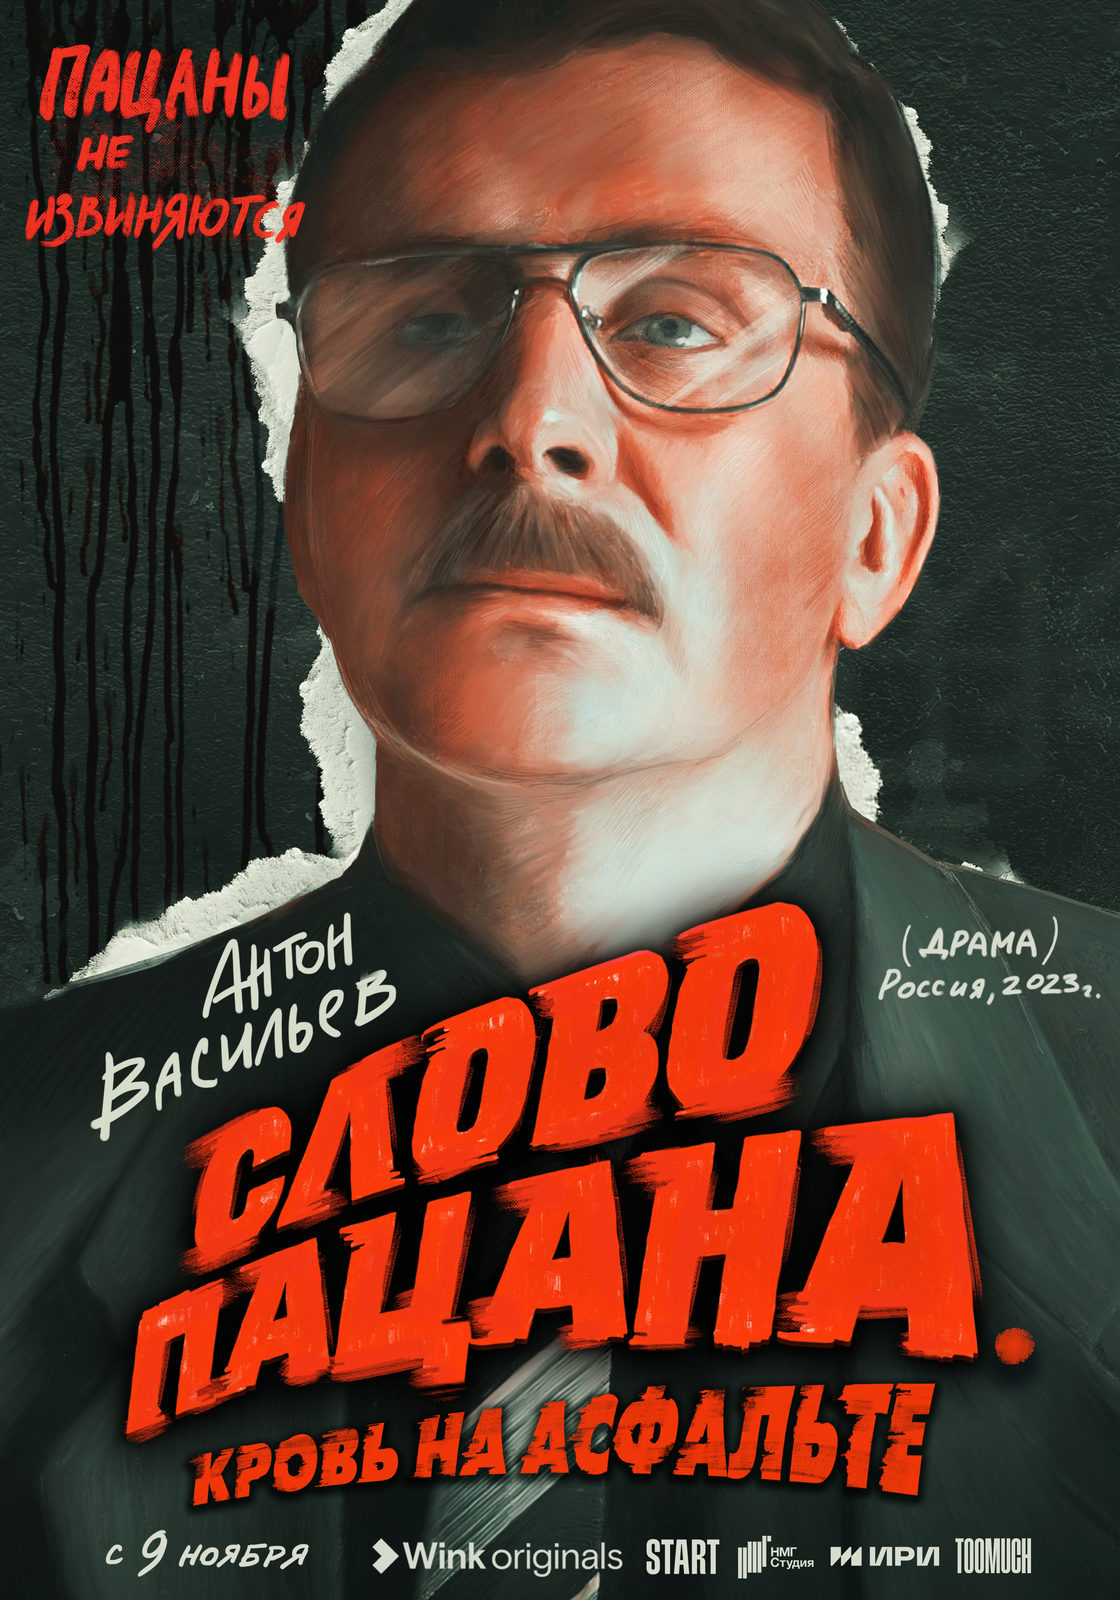 ПАЦАНЫ
НЕ
ИЗВИНЯЮТСЯ
АНТОН
ВАСИЛЬЕВ
(ДРАМА)
Россия, 2023г.
СЛОВО
ПАЦАНА.
КРОВЬ НА АСФАЛЬТЕ
с 9 ноября
Wink originals
START
НМГ
Студия
ИРИ
TOOMUCH